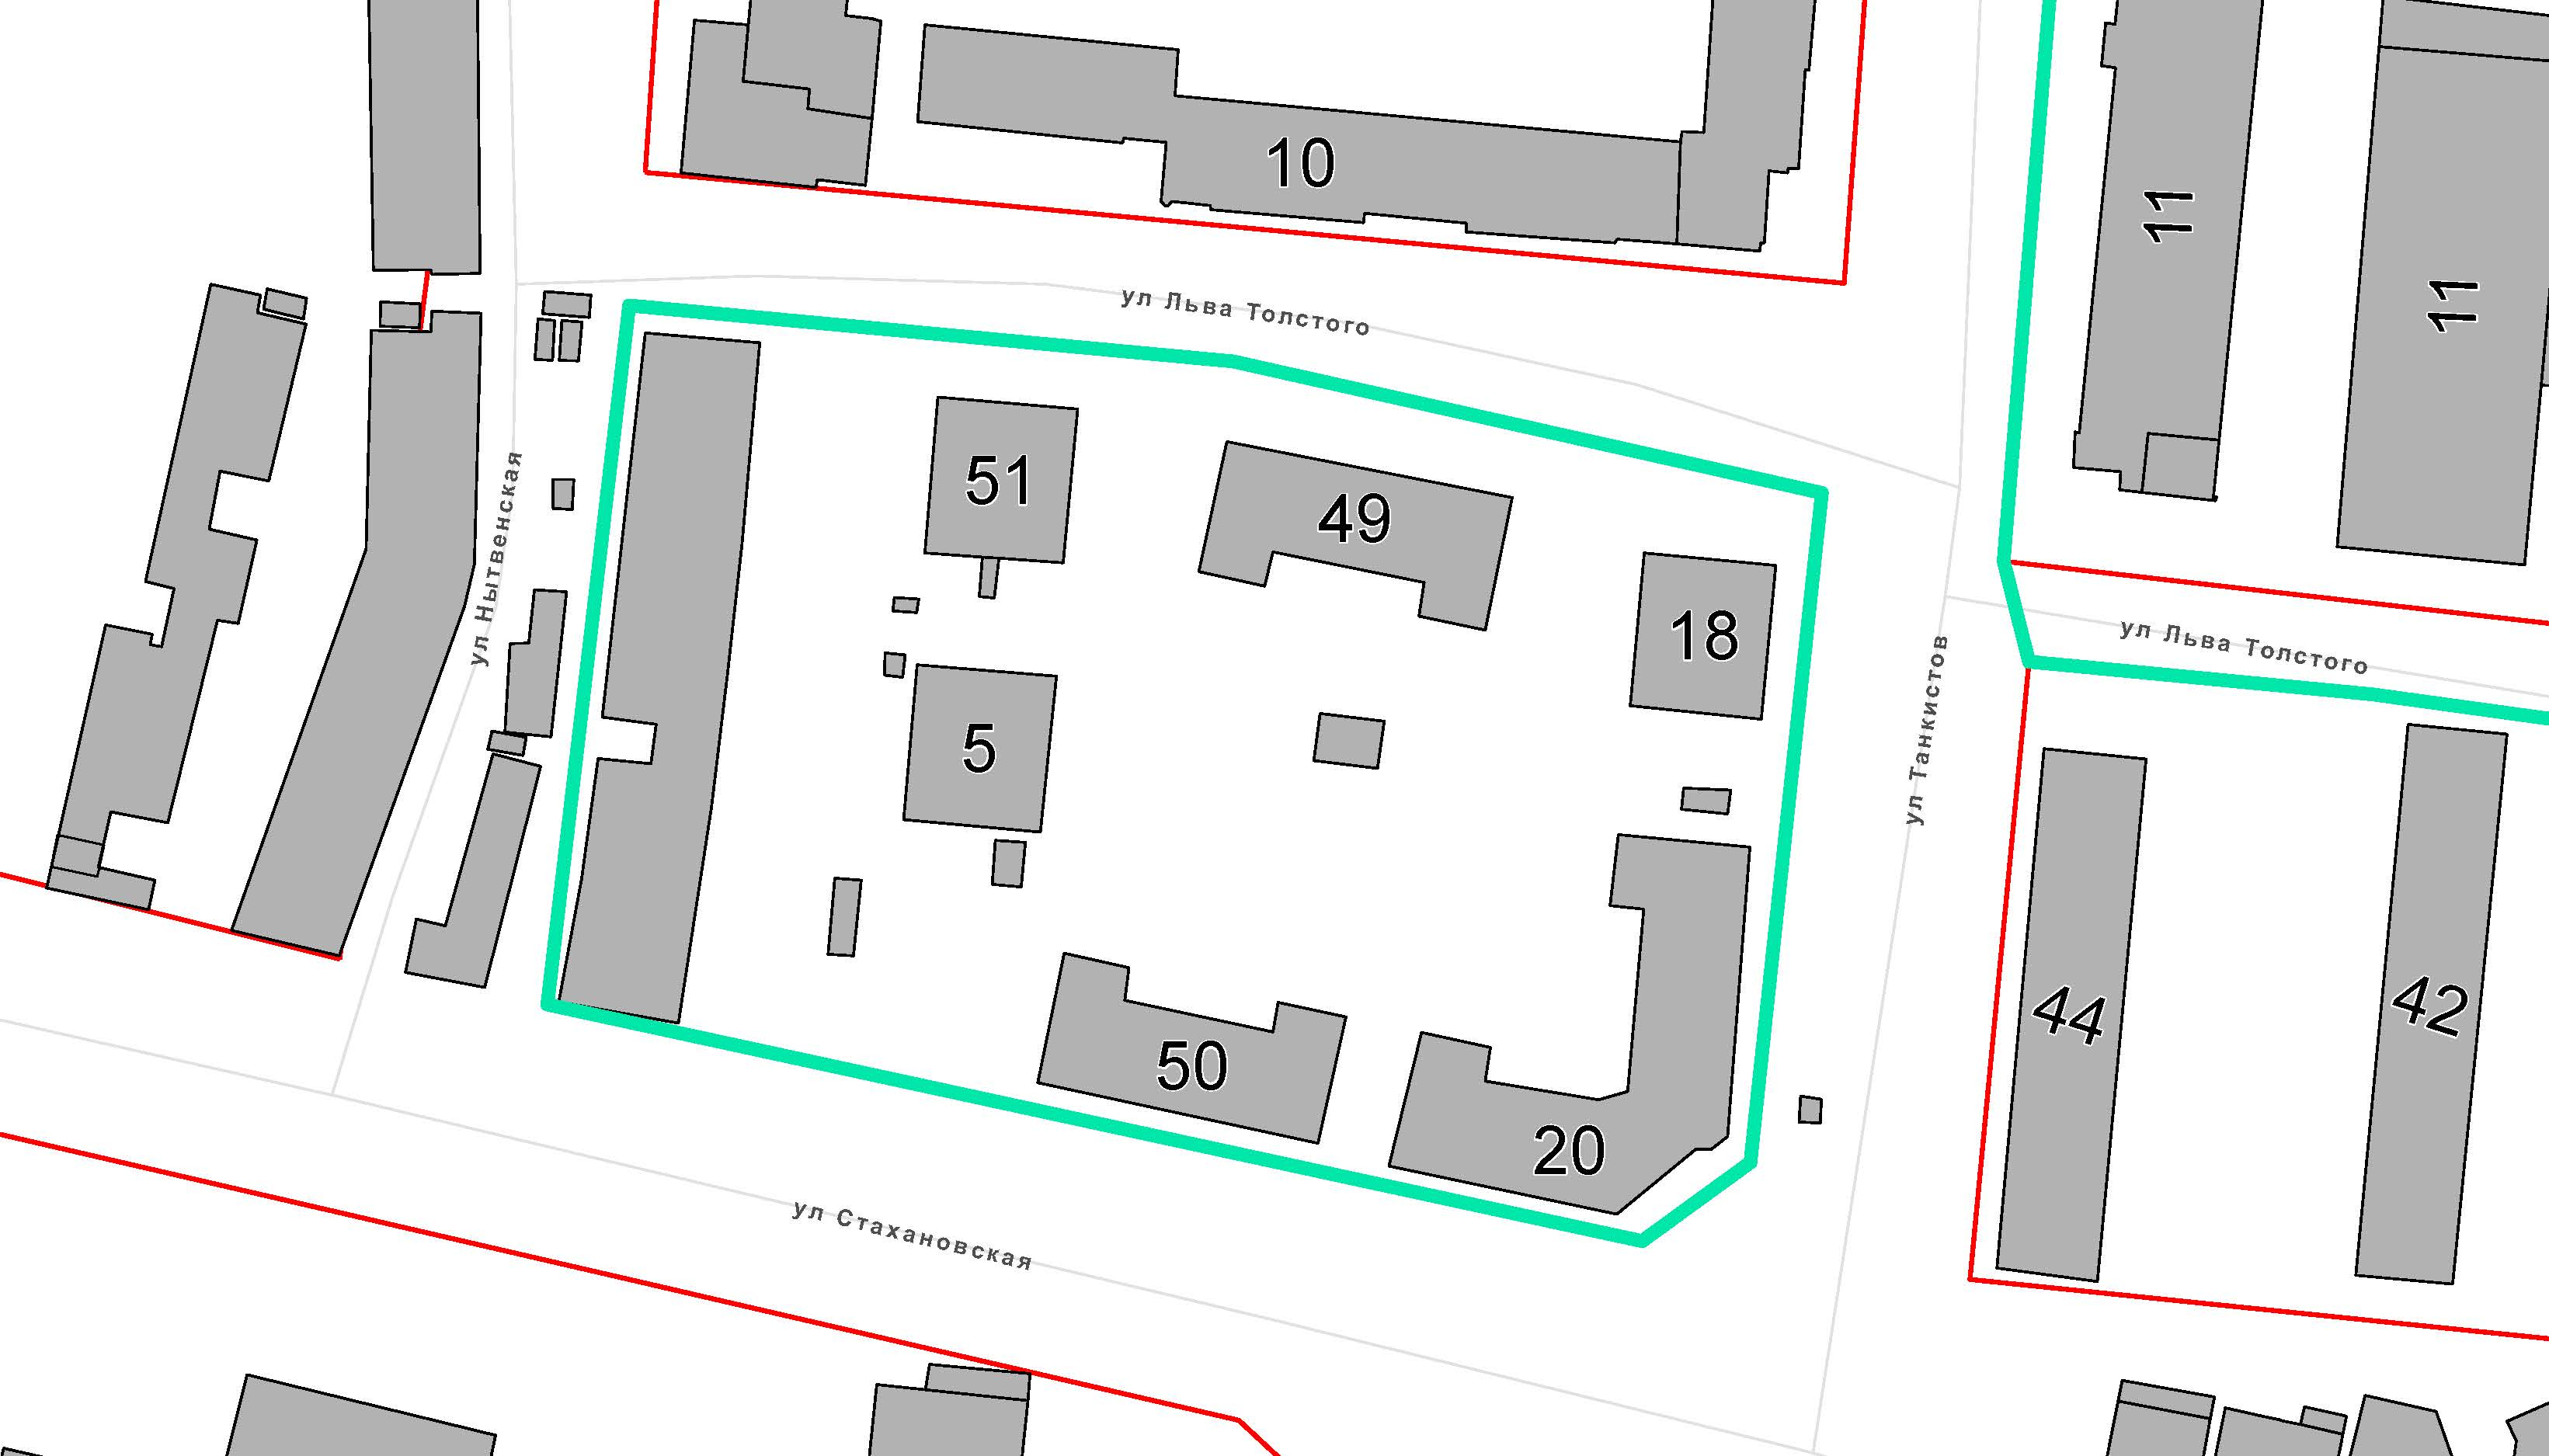 10
11
11
ул Льва Толстого
51
49
ул Нытвенская
18
ул Льва Толстого
5
ул Танкистов
44
42
50
20
ул Стахановская